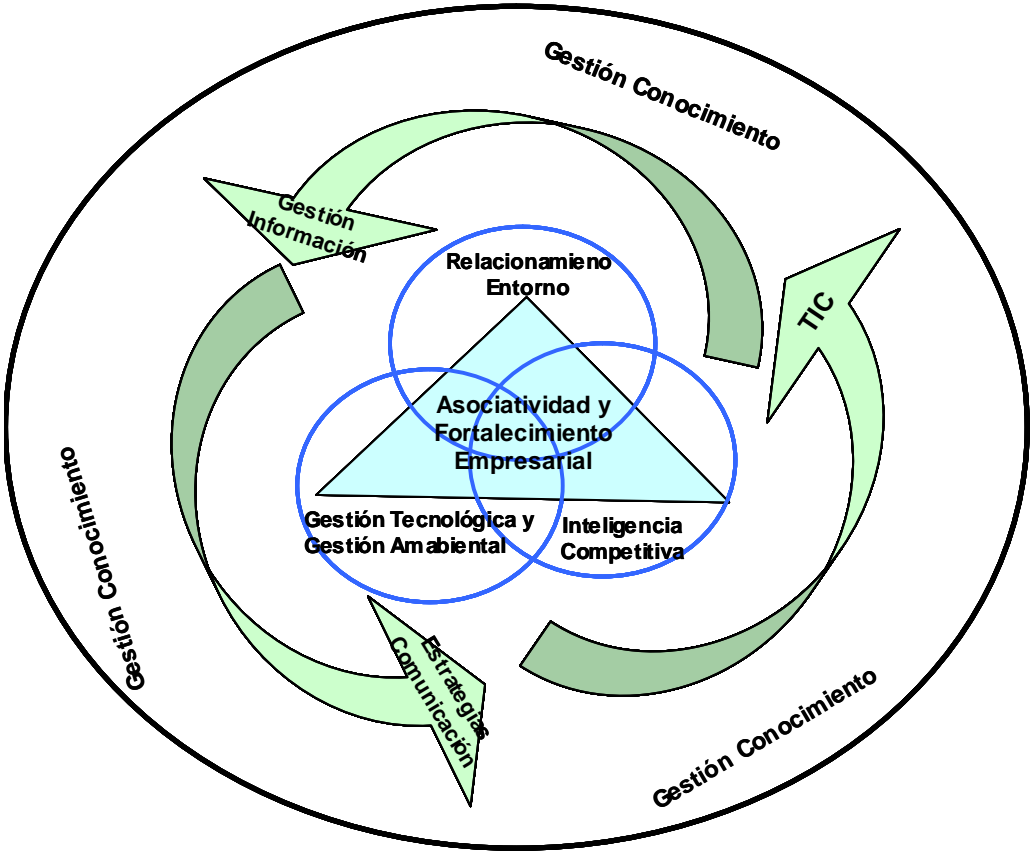 Gestión Conocimiento
Gestión
Información
Relacionamieno
Entorno
TIC
Asociatividad y
Fortalecimiento
Empresarial
Gestión Tecnológica y
Gestión Amabiental
Inteligencia
Competitiva
Gestión Conocimiento
Estrategias
Comunicación
Gestión Conocimiento